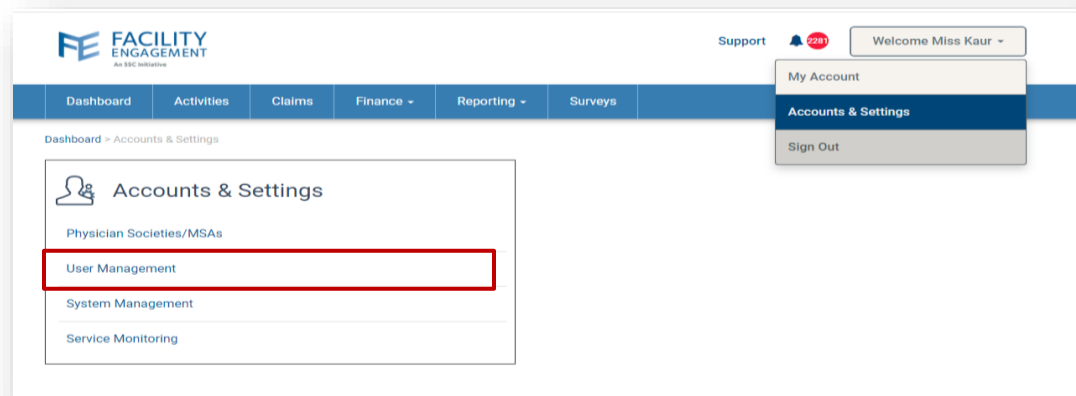 FACILITY
ENGAGEMENT
An SSC Initiative
Support
2281
Welcome Miss Kaur
My Account
Accounts & Settings
Sign Out
Dashboard Activities Claims Finance Reporting Surveys
Dashboard > Accounts & Settings
Accounts & Settings
Physician Societies/MSAs
User Management
System Management
Service Monitoring